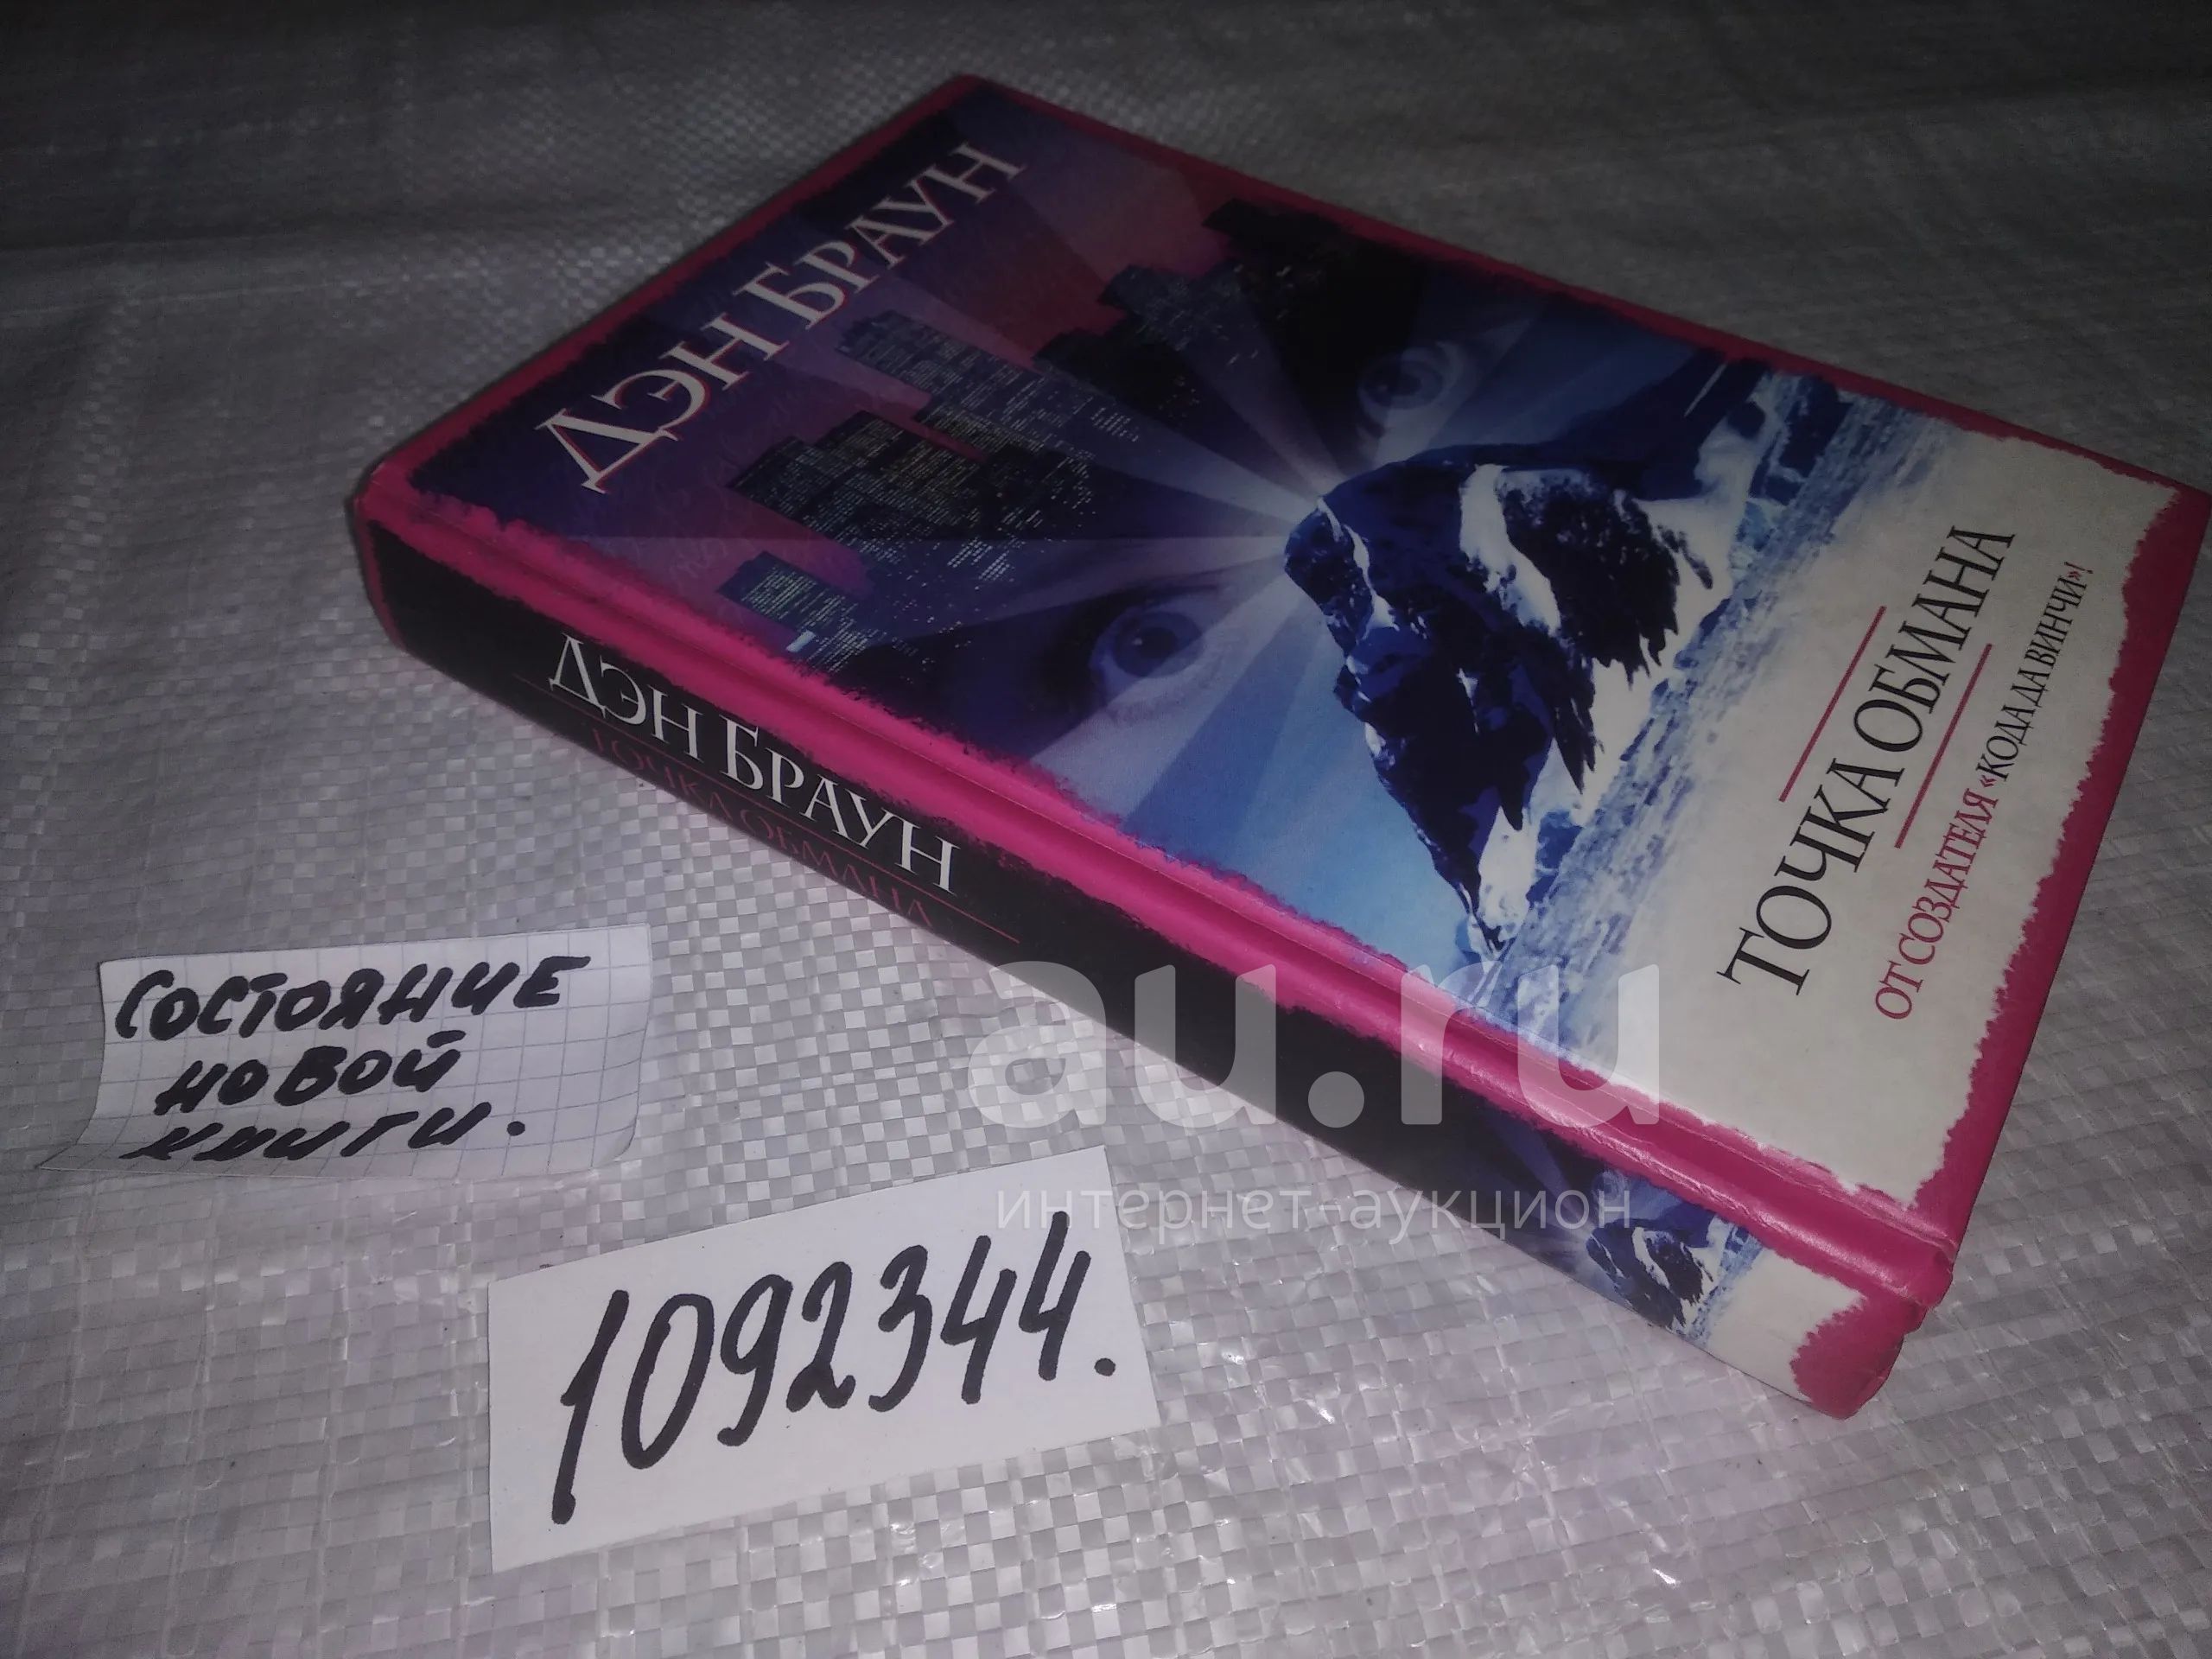 ДЭН БРАУН
ТОЧКА ОБМАНА
ОТ СОЗДАТЕЛЯ «КОДА ДА ВИНЧИ»!
ДЭН БРАУН
ТОЧКА ОБМАНА
СОСТОЯНИЕ
НОВОЙ
КНИГИ.
1092344.
au.ru
интернет-аукцион